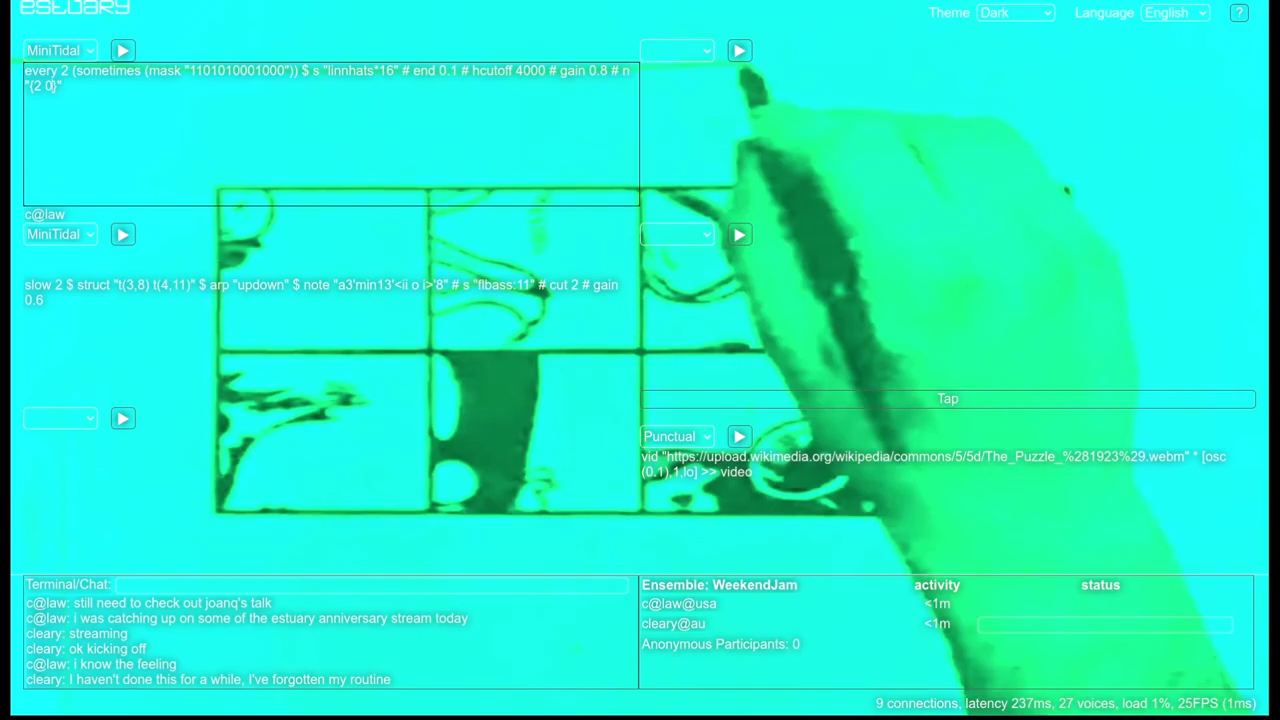 estuary
Theme Dark Language English ?
MiniTidal
every 2 (sometimes (mask "1101010001000")) $ s "linnhats*16" # end 0.1 # hcutoff 4000 # gain 0.8 # n
"{2 0}"
c@law
MiniTidal
slow 2 $ struct "t(3,8) t(4,11)" $ arp "updown" $ note "a3'min13'<ii o i>'8" # s "flbass:11" # cut 2 # gain
0.6
Tap
Punctual
vid "https://upload.wikimedia.org/wikipedia/commons/5/5d/The_Puzzle_%281923%29.webm" * [osc
(0.1),1,lo] >> video
Terminal/Chat:
c@law: still need to check out joanq's talk
c@law: i was catching up on some of the estuary anniversary stream today
cleary: streaming
cleary: ok kicking off
c@law: i know the feeling
cleary: I haven't done this for a while, I've forgotten my routine
Ensemble: WeekendJam activity status
c@law@usa <1m
cleary@au <1m
Anonymous Participants: 0
9 connections, latency 237ms, 27 voices, load 1%, 25FPS (1ms)